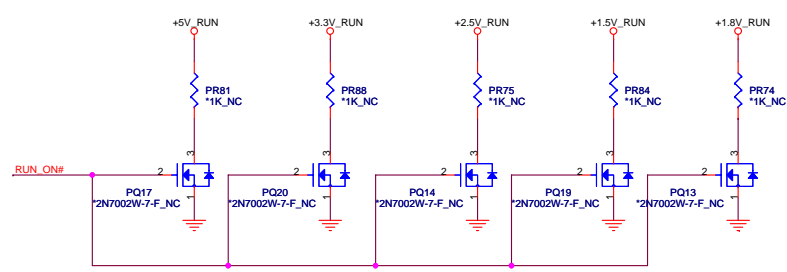 +5V_RUN +3.3V_RUN +2.5V_RUN +1.5V_RUN +1.8V_RUN
PR81 PR88 PR75 PR84 PR74
*1K_NC *1K_NC *1K_NC *1K_NC *1K_NC
3 3 3 3 3
RUN_ON# 2 2 2 2 2
1 1 1 1 1
PQ17 PQ20 PQ14 PQ19 PQ13
*2N7002W-7-F_NC *2N7002W-7-F_NC *2N7002W-7-F_NC *2N7002W-7-F_NC *2N7002W-7-F_NC